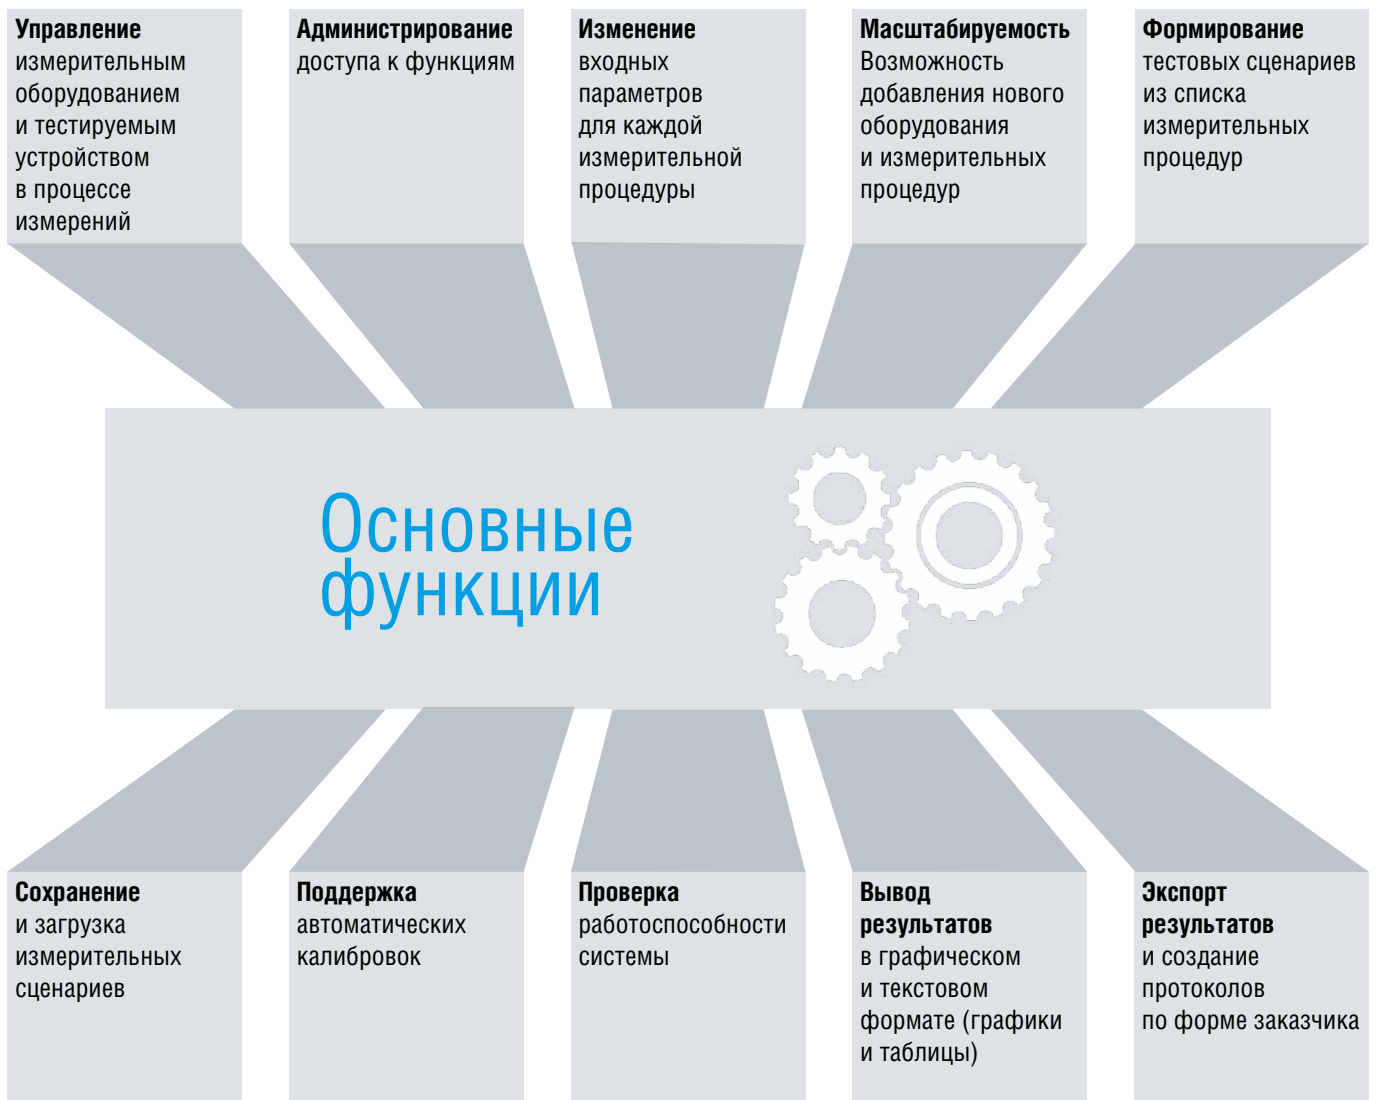 Управление
измерительным
оборудованием
и тестируемым
устройством
в процессе
измерений
Администрирование
доступа к функциям
Изменение
входных
параметров
для каждой
измерительной
процедуры
Масштабируемость
Возможность
добавления нового
оборудования
и измерительных
процедур
Формирование
тестовых сценариев
из списка
измерительных
процедур
Основные
функции
Сохранение
и загрузка
измерительных
сценариев
Поддержка
автоматических
калибровок
Проверка
работоспособности
системы
Вывод
результатов
в графическом
и текстовом
формате (графики
и таблицы)
Экспорт
результатов
и создание
протоколов
по форме заказчика